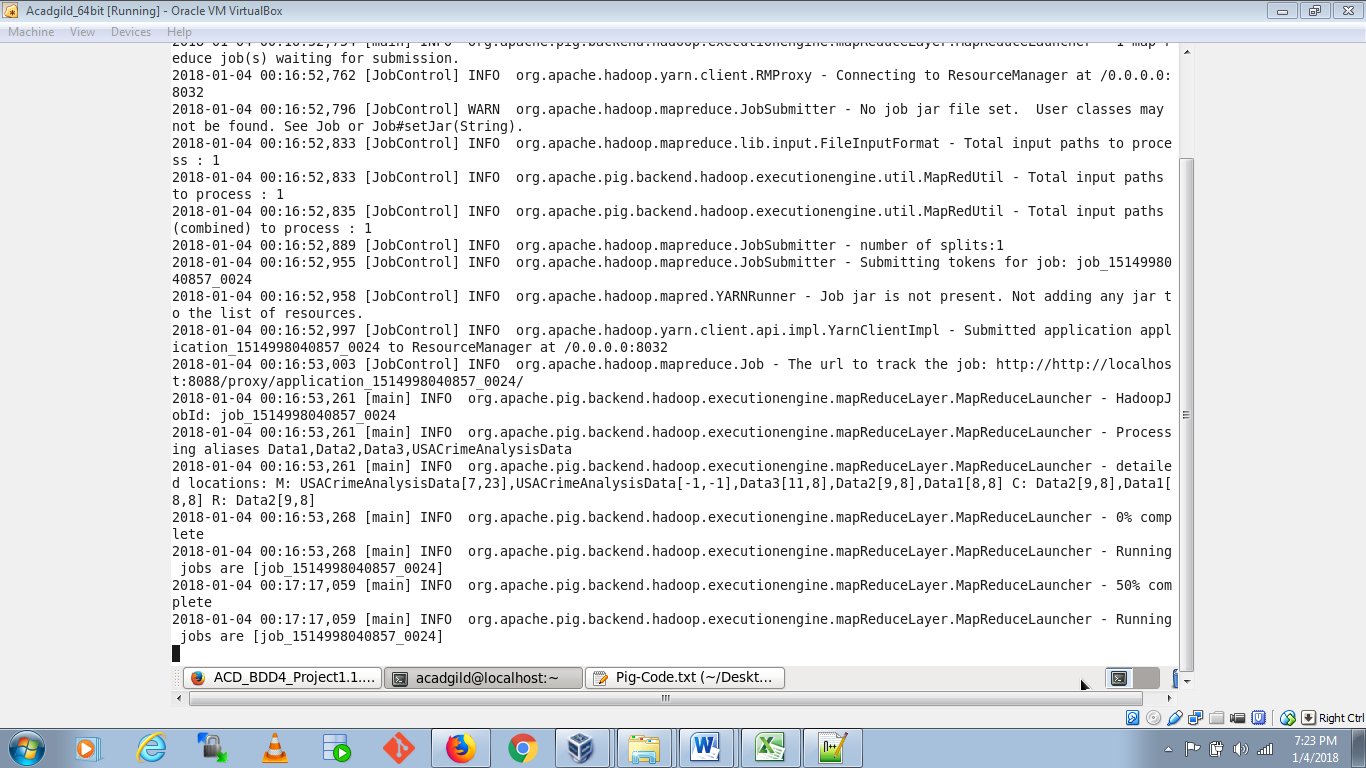 Acadgild_64bit [Running] - Oracle VM VirtualBox
Machine View Devices Help
2018-01-04 00:16:52,754 [main] INFO  org.apache.pig.backend.hadoop.executionengine.mapReduceLayer.MapReduceLauncher - 1 map-r
educe job(s) waiting for submission.
2018-01-04 00:16:52,762 [JobControl] INFO  org.apache.hadoop.yarn.client.RMProxy - Connecting to ResourceManager at /0.0.0.0:
8032
2018-01-04 00:16:52,796 [JobControl] WARN  org.apache.hadoop.mapreduce.JobSubmitter - No job jar file set.  User classes may
not be found. See Job or Job#setJar(String).
2018-01-04 00:16:52,833 [JobControl] INFO  org.apache.hadoop.mapreduce.lib.input.FileInputFormat - Total input paths to proce
ss : 1
2018-01-04 00:16:52,833 [JobControl] INFO  org.apache.pig.backend.hadoop.executionengine.util.MapRedUtil - Total input paths
to process : 1
2018-01-04 00:16:52,835 [JobControl] INFO  org.apache.pig.backend.hadoop.executionengine.util.MapRedUtil - Total input paths
(combined) to process : 1
2018-01-04 00:16:52,889 [JobControl] INFO  org.apache.hadoop.mapreduce.JobSubmitter - number of splits:1
2018-01-04 00:16:52,955 [JobControl] INFO  org.apache.hadoop.mapreduce.JobSubmitter - Submitting tokens for job: job_15149980
40857_0024
2018-01-04 00:16:52,958 [JobControl] INFO  org.apache.hadoop.mapred.YARNRunner - Job jar is not present. Not adding any jar t
o the list of resources.
2018-01-04 00:16:52,997 [JobControl] INFO  org.apache.hadoop.yarn.client.api.impl.YarnClientImpl - Submitted application appl
ication_1514998040857_0024 to ResourceManager at /0.0.0.0:8032
2018-01-04 00:16:53,003 [JobControl] INFO  org.apache.hadoop.mapreduce.Job - The url to track the job: http://http://localhos
t:8088/proxy/application_1514998040857_0024/
2018-01-04 00:16:53,261 [main] INFO  org.apache.pig.backend.hadoop.executionengine.mapReduceLayer.MapReduceLauncher - HadoopJ
obId: job_1514998040857_0024
2018-01-04 00:16:53,261 [main] INFO  org.apache.pig.backend.hadoop.executionengine.mapReduceLayer.MapReduceLauncher - Process
ing aliases Data1,Data2,Data3,USACrimeAnalysisData
2018-01-04 00:16:53,261 [main] INFO  org.apache.pig.backend.hadoop.executionengine.mapReduceLayer.MapReduceLauncher - detaile
d locations: M: USACrimeAnalysisData[7,23],USACrimeAnalysisData[-1,-1],Data3[11,8],Data2[9,8],Data1[8,8] C: Data2[9,8],Data1[
8,8] R: Data2[9,8]
2018-01-04 00:16:53,268 [main] INFO  org.apache.pig.backend.hadoop.executionengine.mapReduceLayer.MapReduceLauncher - 0% comp
lete
2018-01-04 00:16:53,268 [main] INFO  org.apache.pig.backend.hadoop.executionengine.mapReduceLayer.MapReduceLauncher - Running
 jobs are [job_1514998040857_0024]
2018-01-04 00:17:17,059 [main] INFO  org.apache.pig.backend.hadoop.executionengine.mapReduceLayer.MapReduceLauncher - 50% com
plete
2018-01-04 00:17:17,059 [main] INFO  org.apache.pig.backend.hadoop.executionengine.mapReduceLayer.MapReduceLauncher - Running
 jobs are [job_1514998040857_0024]
ACD_BDD4_Project1.1.... acadgild@localhost:~ Pig-Code.txt (~/Deskt...
Right Ctrl
7:23 PM
1/4/2018